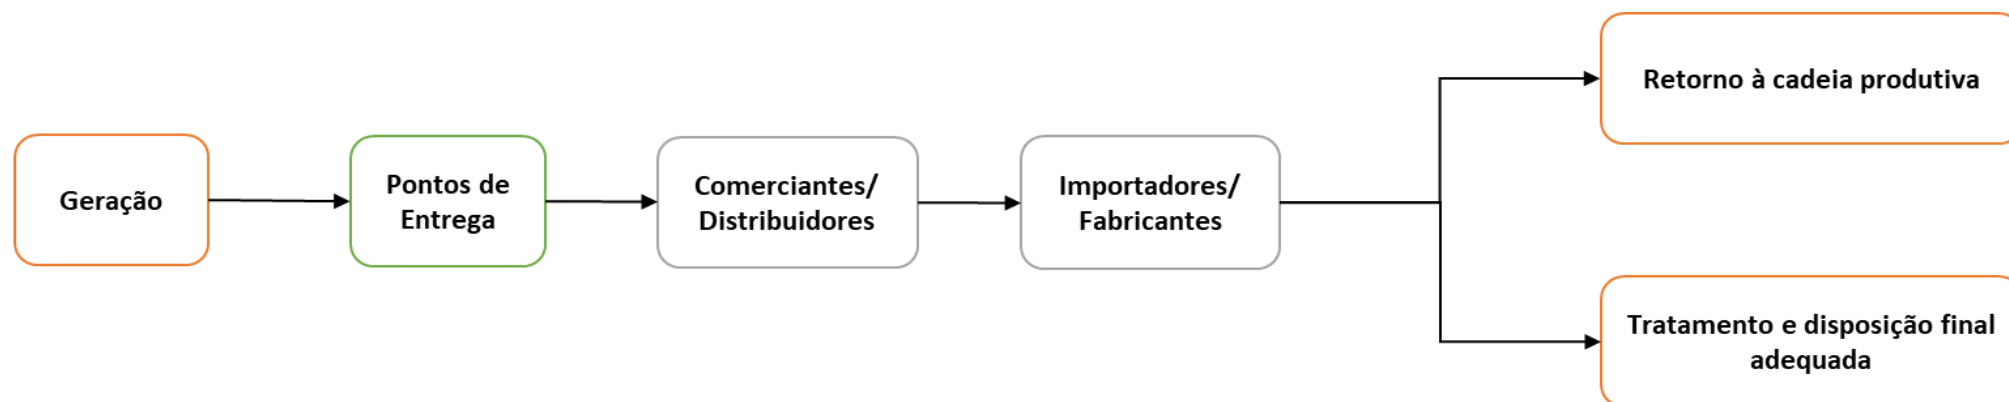 Geração
Pontos de
Entrega
Comerciantes/
Distribuidores
Importadores/
Fabricantes
Retorno à cadeia produtiva
Tratamento e disposição final
adequada